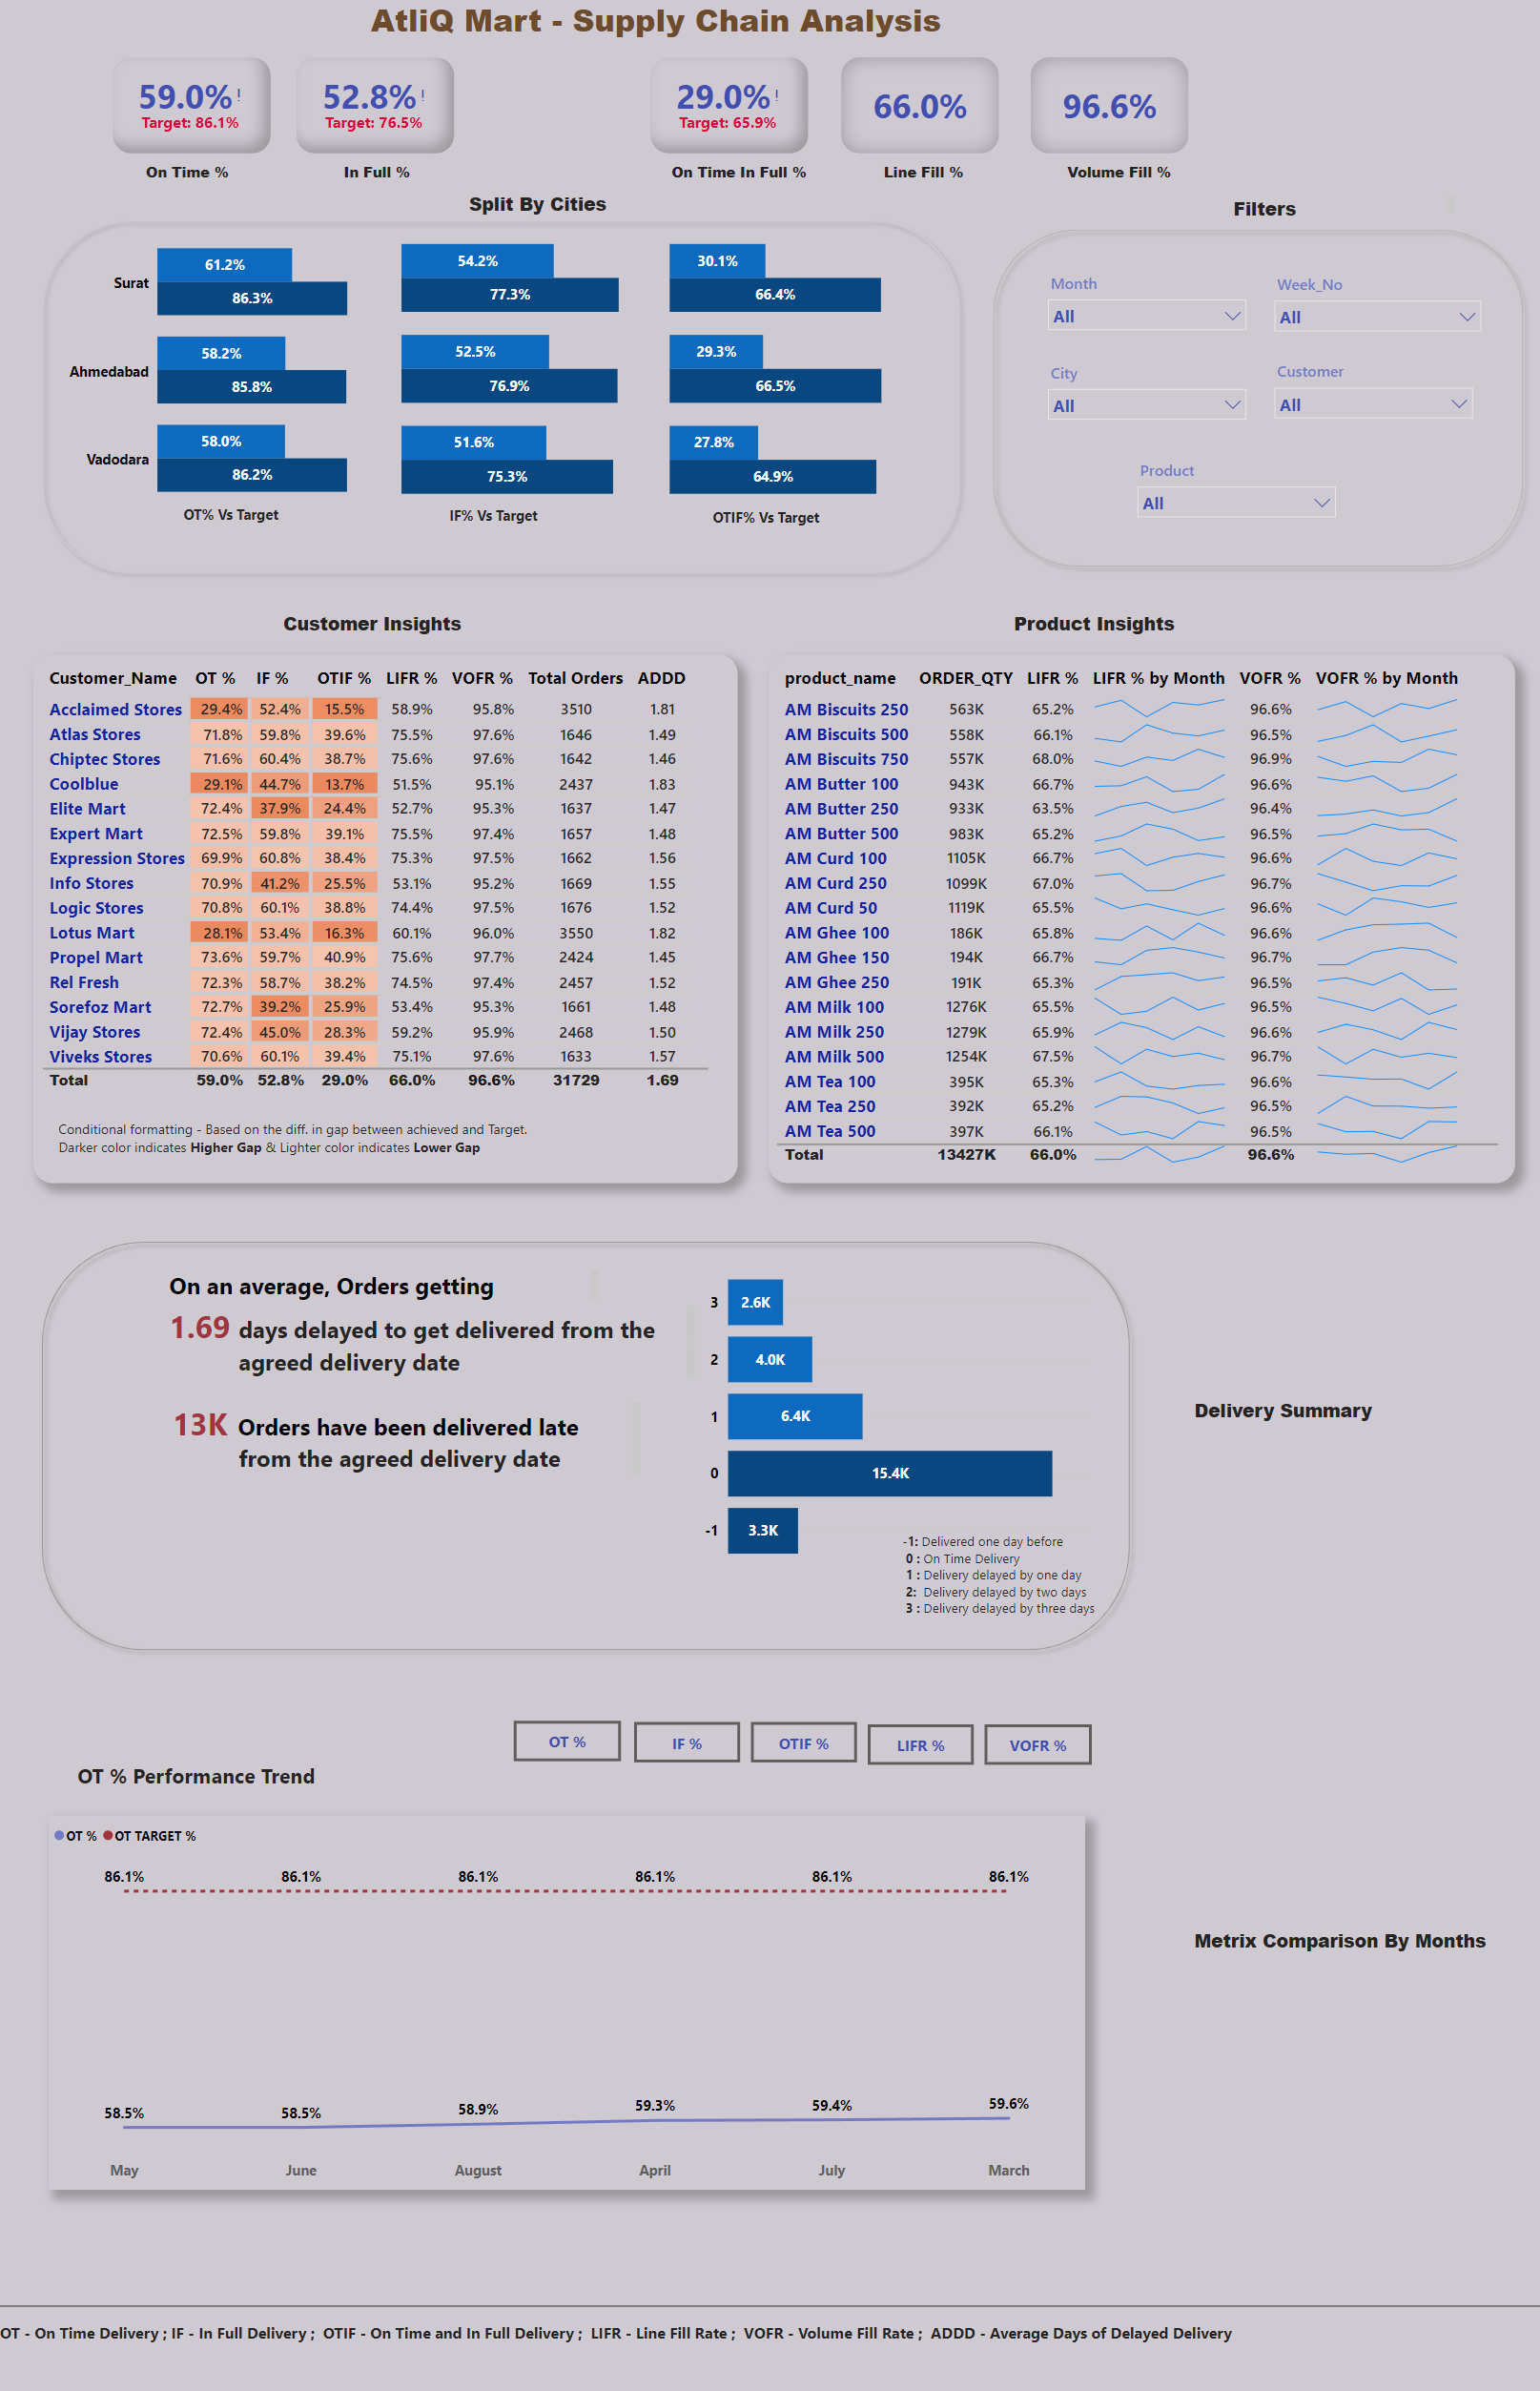 AtliQ Mart - Supply Chain Analysis
59.0% !
Target: 86.1%
On Time %
52.8% !
Target: 76.5%
In Full %
29.0% !
Target: 65.9%
On Time In Full %
66.0%
Line Fill %
96.6%
Volume Fill %
Split By Cities
Surat 61.2% 54.2% 30.1%
86.3% 77.3% 66.4%
Ahmedabad 58.2% 52.5% 29.3%
85.8% 76.9% 66.5%
Vadodara 58.0% 51.6% 27.8%
86.2% 75.3% 64.9%
OT% Vs Target IF% Vs Target OTIF% Vs Target
Filters
Month Week_No
All All
City Customer
All All
Product
All
Customer Insights
Customer_Name OT % IF % OTIF % LIFR % VOFR % Total Orders ADDD
Acclaimed Stores 29.4% 52.4% 15.5% 58.9% 95.8% 3510 1.81
Atlas Stores 71.8% 59.8% 39.6% 75.5% 97.6% 1646 1.49
Chiptec Stores 71.6% 60.4% 38.7% 75.6% 97.6% 1642 1.46
Coolblue 29.1% 44.7% 13.7% 51.5% 95.1% 2437 1.83
Elite Mart 72.4% 37.9% 24.4% 52.7% 95.3% 1637 1.47
Expert Mart 72.5% 59.8% 39.1% 75.5% 97.4% 1657 1.48
Expression Stores 69.9% 60.8% 38.4% 75.3% 97.5% 1662 1.56
Info Stores 70.9% 41.2% 25.5% 53.1% 95.2% 1669 1.55
Logic Stores 70.8% 60.1% 38.8% 74.4% 97.5% 1676 1.52
Lotus Mart 28.1% 53.4% 16.3% 60.1% 96.0% 3550 1.82
Propel Mart 73.6% 59.7% 40.9% 75.6% 97.7% 2424 1.45
Rel Fresh 72.3% 58.7% 38.2% 74.5% 97.4% 2457 1.52
Sorefoz Mart 72.7% 39.2% 25.9% 53.4% 95.3% 1661 1.48
Vijay Stores 72.4% 45.0% 28.3% 59.2% 95.9% 2468 1.50
Viveks Stores 70.6% 60.1% 39.4% 75.1% 97.6% 1633 1.57
Total 59.0% 52.8% 29.0% 66.0% 96.6% 31729 1.69
Conditional formatting - Based on the diff. in gap between achieved and Target.
Darker color indicates Higher Gap & Lighter color indicates Lower Gap
Product Insights
product_name ORDER_QTY LIFR % LIFR % by Month VOFR % VOFR % by Month
AM Biscuits 250 563K 65.2% 96.6%
AM Biscuits 500 558K 66.1% 96.5%
AM Biscuits 750 557K 68.0% 96.9%
AM Butter 100 943K 66.7% 96.6%
AM Butter 250 933K 63.5% 96.4%
AM Butter 500 983K 65.2% 96.5%
AM Curd 100 1105K 66.7% 96.6%
AM Curd 250 1099K 67.0% 96.7%
AM Curd 50 1119K 65.5% 96.6%
AM Ghee 100 186K 65.8% 96.6%
AM Ghee 150 194K 66.7% 96.7%
AM Ghee 250 191K 65.3% 96.5%
AM Milk 100 1276K 65.5% 96.5%
AM Milk 250 1279K 65.9% 96.6%
AM Milk 500 1254K 67.5% 96.7%
AM Tea 100 395K 65.3% 96.6%
AM Tea 250 392K 65.2% 96.5%
AM Tea 500 397K 66.1% 96.5%
Total 13427K 66.0% 96.6%
On an average, Orders getting
1.69 days delayed to get delivered from the
agreed delivery date
13K Orders have been delivered late
from the agreed delivery date
3 2.6K
2 4.0K
1 6.4K
0 15.4K
-1 3.3K
-1: Delivered one day before
0 : On Time Delivery
1 : Delivery delayed by one day
2: Delivery delayed by two days
3 : Delivery delayed by three days
Delivery Summary
OT % IF % OTIF % LIFR % VOFR %
OT % Performance Trend
OT % OT TARGET %
86.1% 86.1% 86.1% 86.1% 86.1% 86.1%
58.5% 58.5% 58.9% 59.3% 59.4% 59.6%
May June August April July March
Metrix Comparison By Months
OT - On Time Delivery ; IF - In Full Delivery ; OTIF - On Time and In Full Delivery ; LIFR - Line Fill Rate ; VOFR - Volume Fill Rate ; ADDD - Average Days of Delayed Delivery